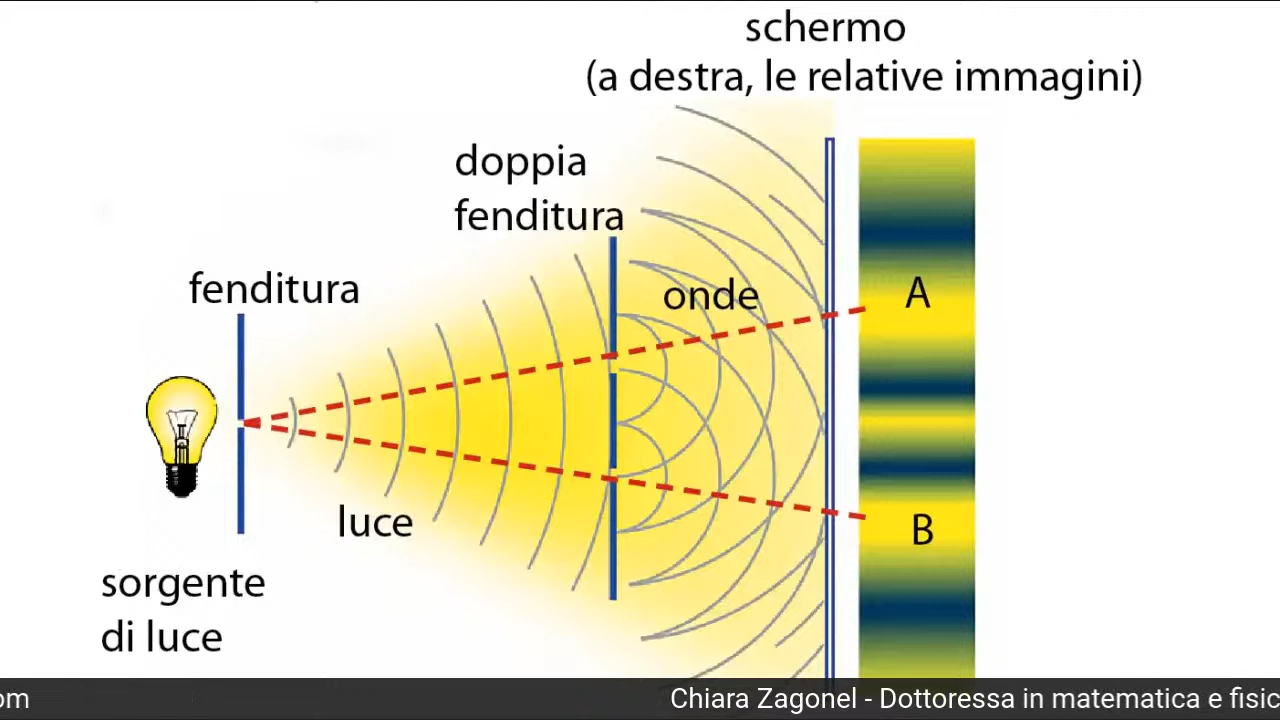 schermo
(a destra, le relative immagini)
doppia
fenditura
fenditura
onde
A
B
luce
sorgente
di luce
om
Chiara Zagonel - Dottoressa in matematica e fisic